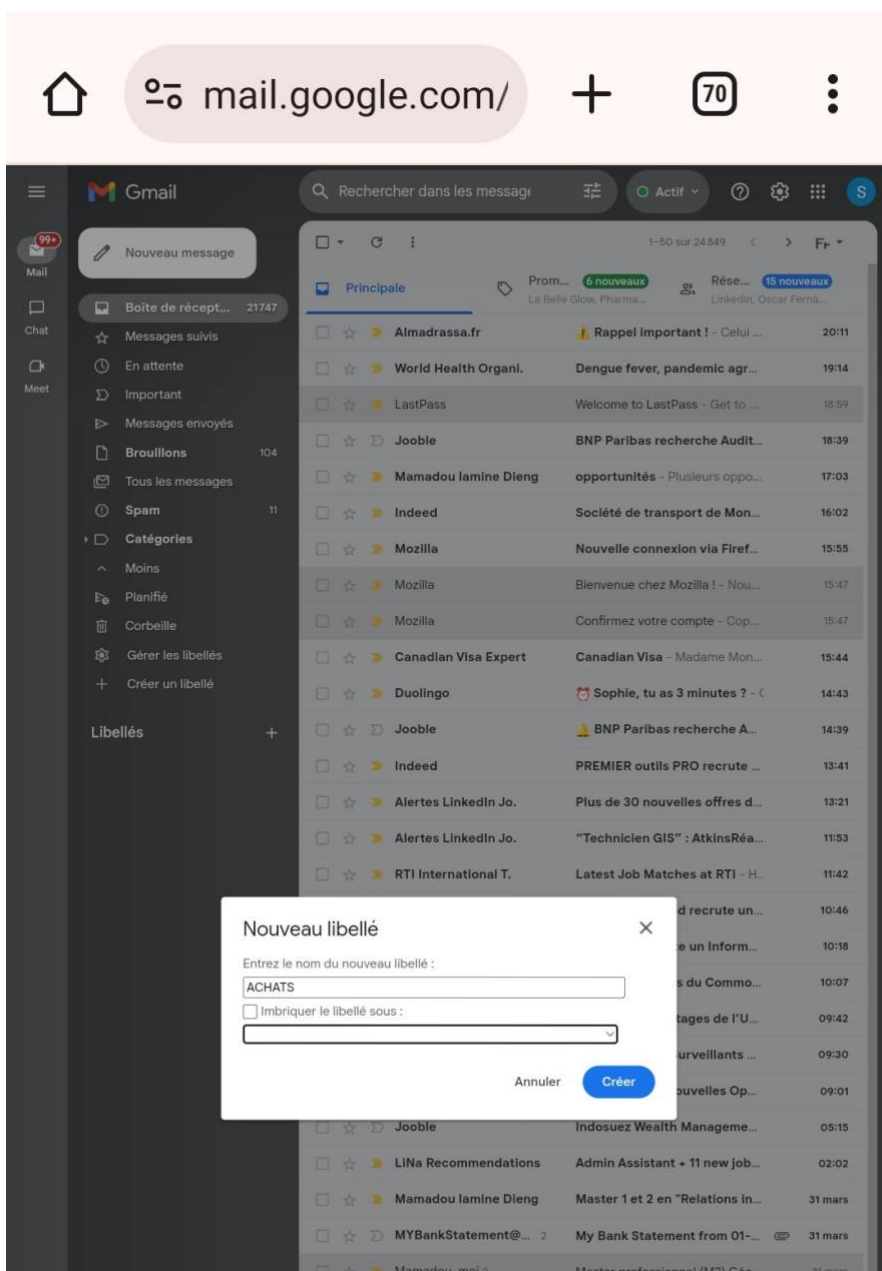 mail.google.com/
70
Gmail
Rechercher dans les message
Actif
S
99+
Mail
Chat
Meet
Nouveau message
Boîte de récept... 21747
Messages suivis
En attente
Important
Messages envoyés
Brouillons 104
Tous les messages
Spam 11
Catégories
Moins
Planifié
Corbeille
Gérer les libellés
Créer un libellé
Libellés
1–50 sur 24 849
Fr
Principale
Prom... 6 nouveaux
La Belle Glow, Pharma...
Rése... 15 nouveaux
LinkedIn, Óscar Ferná...
Almadrassa.fr ⚠️ Rappel important ! - Celui ... 20:11
World Health Organi. Dengue fever, pandemic agr... 19:14
LastPass Welcome to LastPass - Get to ... 18:59
Jooble BNP Paribas recherche Audit... 18:39
Mamadou lamine Dieng opportunités - Plusieurs oppo... 17:03
Indeed Société de transport de Mon... 16:02
Mozilla Nouvelle connexion via Firef... 15:55
Mozilla Bienvenue chez Mozilla ! - Nou... 15:47
Mozilla Confirmez votre compte - Cop... 15:47
Canadian Visa Expert Canadian Visa - Madame Mon... 15:44
Duolingo ⏰ Sophie, tu as 3 minutes ? - 14:43
Jooble 🔔 BNP Paribas recherche A... 14:39
Indeed PREMIER outils PRO recrute ... 13:41
Alertes LinkedIn Jo. Plus de 30 nouvelles offres d... 13:21
Alertes LinkedIn Jo. "Technicien GIS" : AtkinsRéa... 11:53
RTI International T. Latest Job Matches at RTI - H... 11:42
d recrute un... 10:46
e un Inform... 10:18
s du Commo... 10:07
tages de l'U... 09:42
urveillants ... 09:30
ouvelles Op... 09:01
Nouveau libellé
Entrez le nom du nouveau libellé :
ACHATS
Imbriquer le libellé sous :
Annuler
Créer
Jooble Indosuez Wealth Manageme... 05:15
LiNa Recommendations Admin Assistant + 11 new job... 02:02
Mamadou lamine Dieng Master 1 et 2 en "Relations in... 31 mars
MYBankStatement@... 2 My Bank Statement from 01-... 31 mars